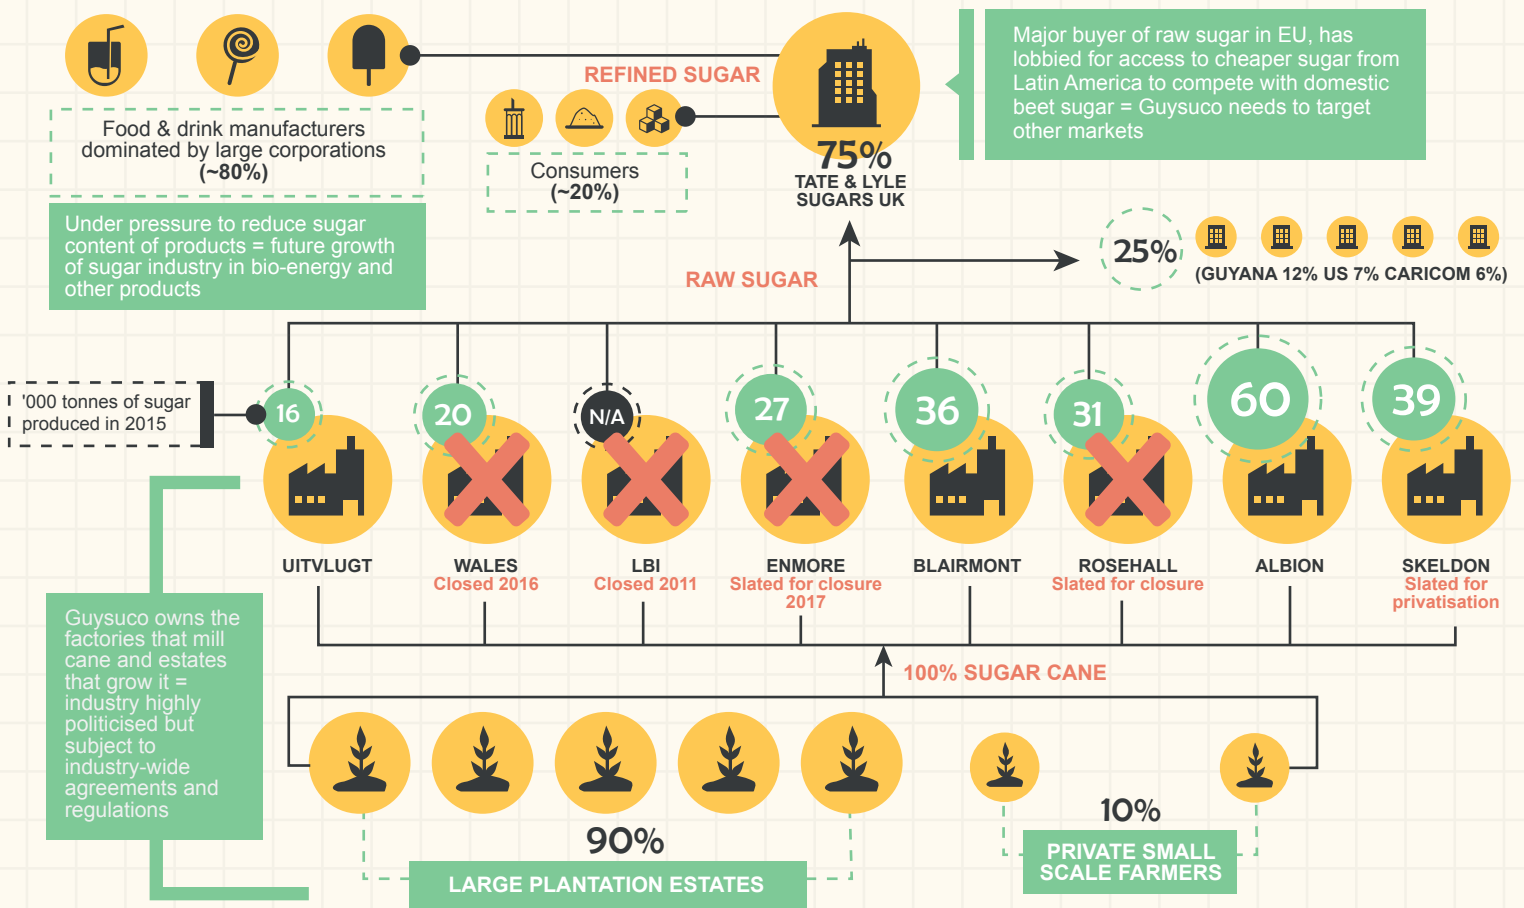 REFINED SUGAR
Food & drink manufacturers
dominated by large corporations
(~80%)
Consumers
(~20%)
75%
TATE & LYLE
SUGARS UK
Major buyer of raw sugar in EU, has
lobbied for access to cheaper sugar from
Latin America to compete with domestic
beet sugar = Guysuco needs to target
other markets
Under pressure to reduce sugar
content of products = future growth
of sugar industry in bio-energy and
other products
RAW SUGAR
25%
(GUYANA 12% US 7% CARICOM 6%)
'000 tonnes of sugar
produced in 2015
16
20
N/A
27
36
31
60
39
UITVLUGT
WALES
Closed 2016
LBI
Closed 2011
ENMORE
Slated for closure
2017
BLAIRMONT
ROSEHALL
Slated for closure
ALBION
SKELDON
Slated for
privatisation
Guysuco owns the
factories that mill
cane and estates
that grow it =
industry highly
politicised but
subject to
industry-wide
agreements and
regulations
100% SUGAR CANE
90%
LARGE PLANTATION ESTATES
10%
PRIVATE SMALL
SCALE FARMERS